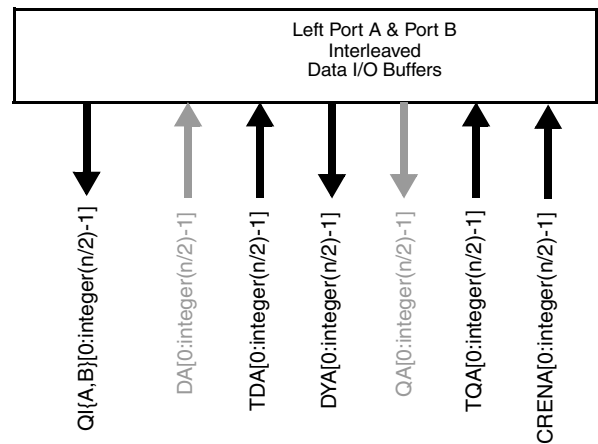 Left Port A & Port B
Interleaved
Data I/O Buffers
QI{A,B}[0:integer(n/2)-1]
DA[0:integer(n/2)-1]
TDA[0:integer(n/2)-1]
DYA[0:integer(n/2)-1]
QA[0:integer(n/2)-1]
TQA[0:integer(n/2)-1]
CRENA[0:integer(n/2)-1]